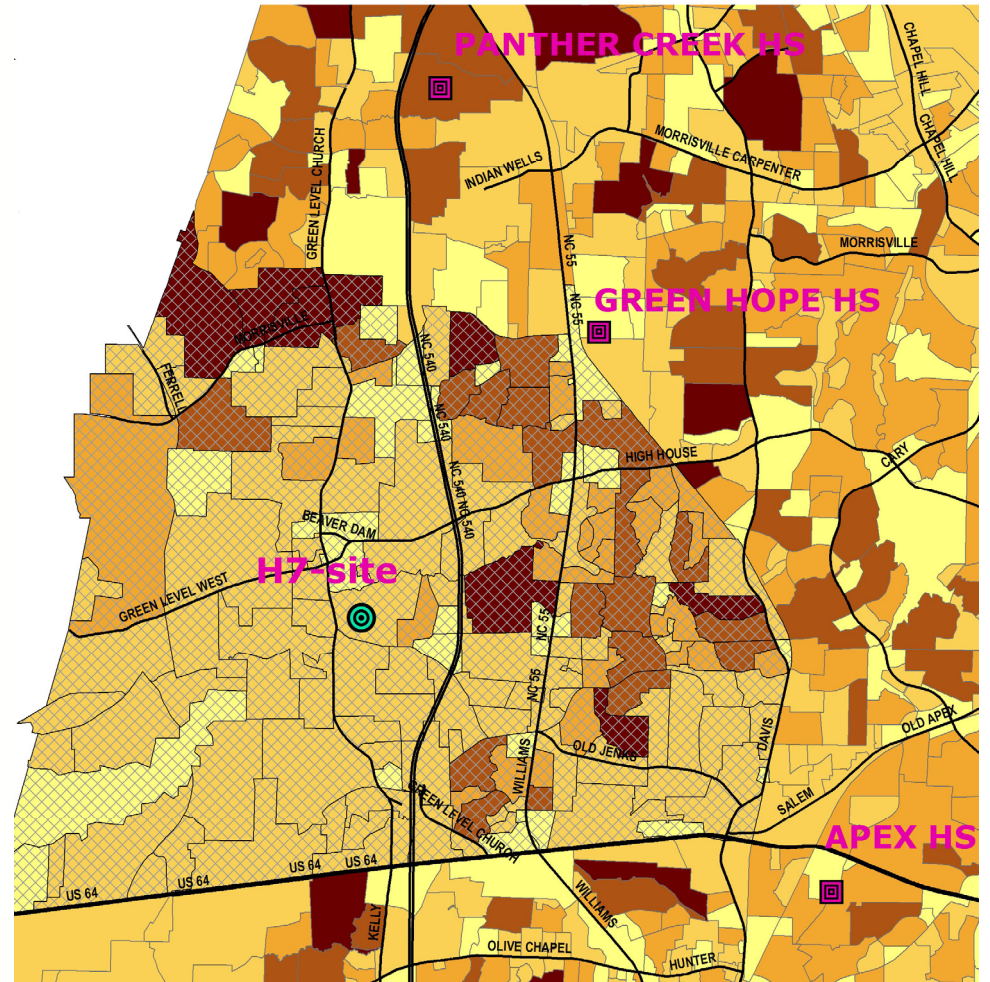 PANTHER CREEK HS
CHAPEL HILL
CHAPEL HILL
MORRISVILLE CARPENTER
INDIAN WELLS
GREEN LEVEL CHURCH
NC 55
MORRISVILLE
GREEN HOPE HS
NC 55
MORRISVILLE
NC 540
FERRELL
NC 540
HIGH HOUSE
CARY
NC 540
NC 540
BEAVER DAM
H7-site
GREEN LEVEL WEST
NC 55
NC 55
OLD APEX
DAVIS
OLD JENKS
WILLIAMS
SALEM
GREEN LEVEL CHURCH
APEX HS
US 64
US 64
US 64
WILLIAMS
KELLY
OLIVE CHAPEL
HUNTER